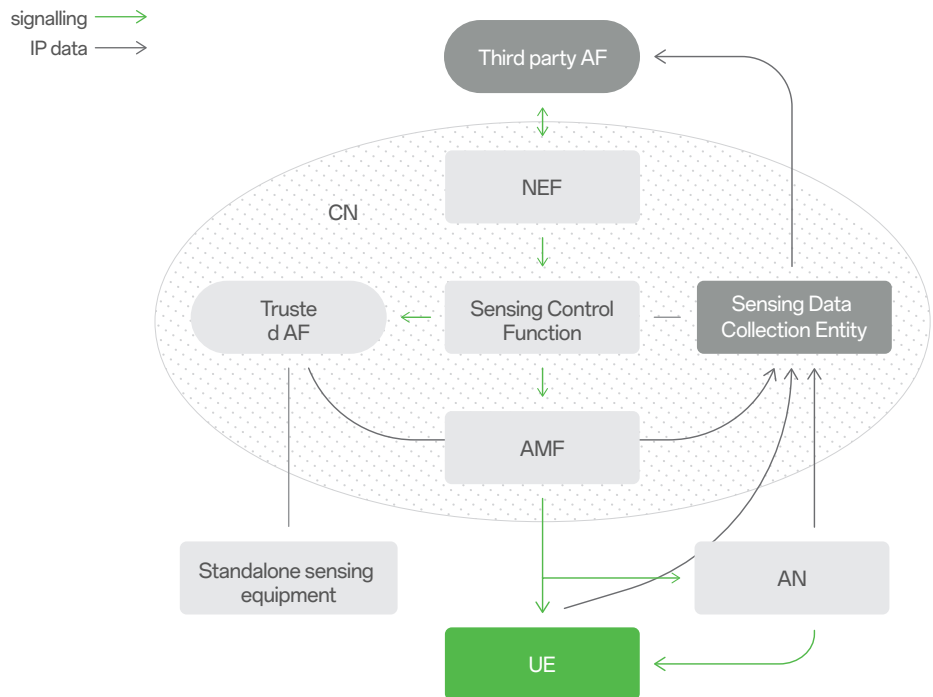 signalling
IP data
Third party AF
NEF
CN
Truste
d AF
Sensing Control
Function
Sensing Data
Collection Entity
AMF
Standalone sensing
equipment
AN
UE